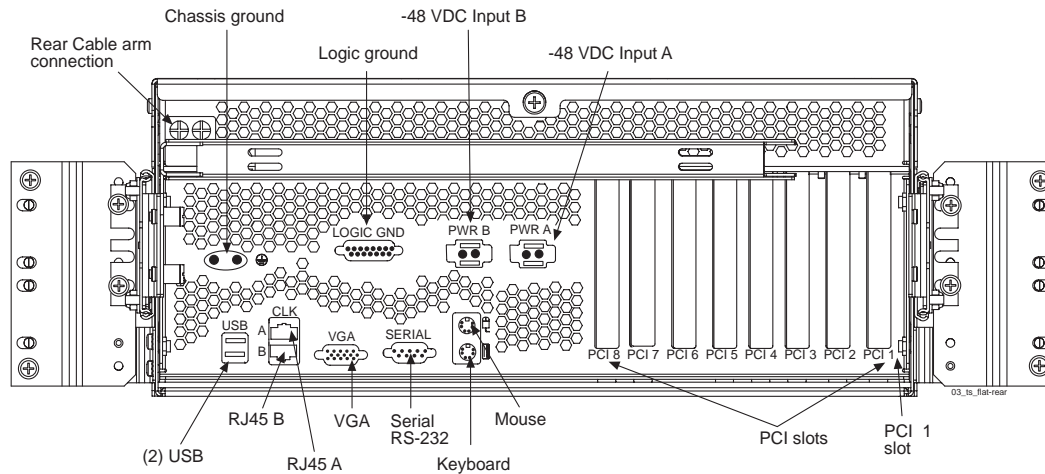 Chassis ground
-48 VDC Input B
Rear Cable arm
connection
Logic ground
-48 VDC Input A
LOGIC GND
PWR B
PWR A
USB
CLK
A
B
VGA
SERIAL
PCI 8
PCI 7
PCI 6
PCI 5
PCI 4
PCI 3
PCI 2
PCI 1
03_ts_flat-rear
RJ45 B
VGA
Serial
RS-232
Mouse
PCI slots
PCI 1
slot
(2) USB
RJ45 A
Keyboard